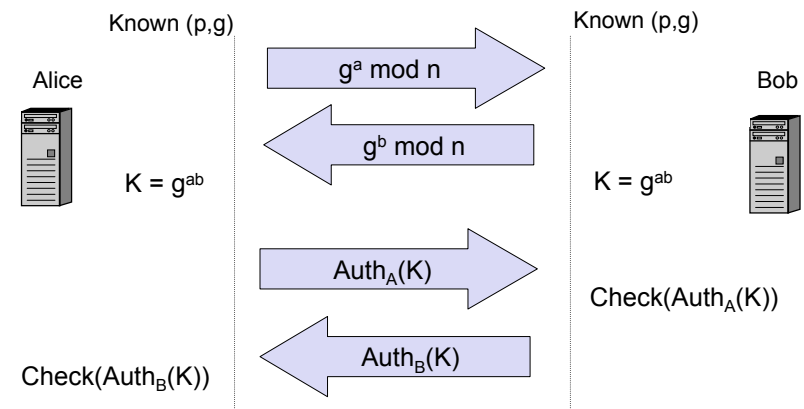 Known (p,g)
Known (p,g)
Alice
Bob
gᵃ mod n
gᵇ mod n
K = gᵃᵇ
K = gᵃᵇ
Auth_A(K)
Check(Auth_A(K))
Auth_B(K)
Check(Auth_B(K))